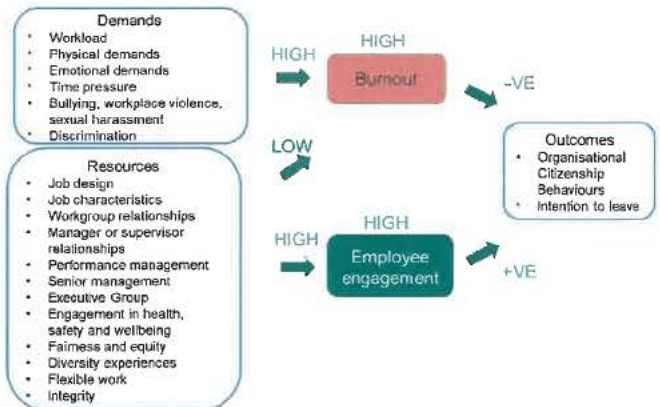 Demands
• Workload
• Physical demands
• Emotional demands
• Time pressure
• Bullying, workplace violence,
sexual harassment
• Discrimination
Resources
• Job design
• Job characteristics
• Workgroup relationships
• Manager or supervisor
relationships
• Performance management
• Senior management
• Executive Group
• Engagement in health,
safety and wellbeing
• Fairness and equity
• Diversity experiences
• Flexible work
• Integrity
HIGH
LOW
HIGH
HIGH
Burnout
HIGH
Employee
engagement
-VE
+VE
Outcomes
• Organisational
Citizenship
Behaviours
• Intention to leave